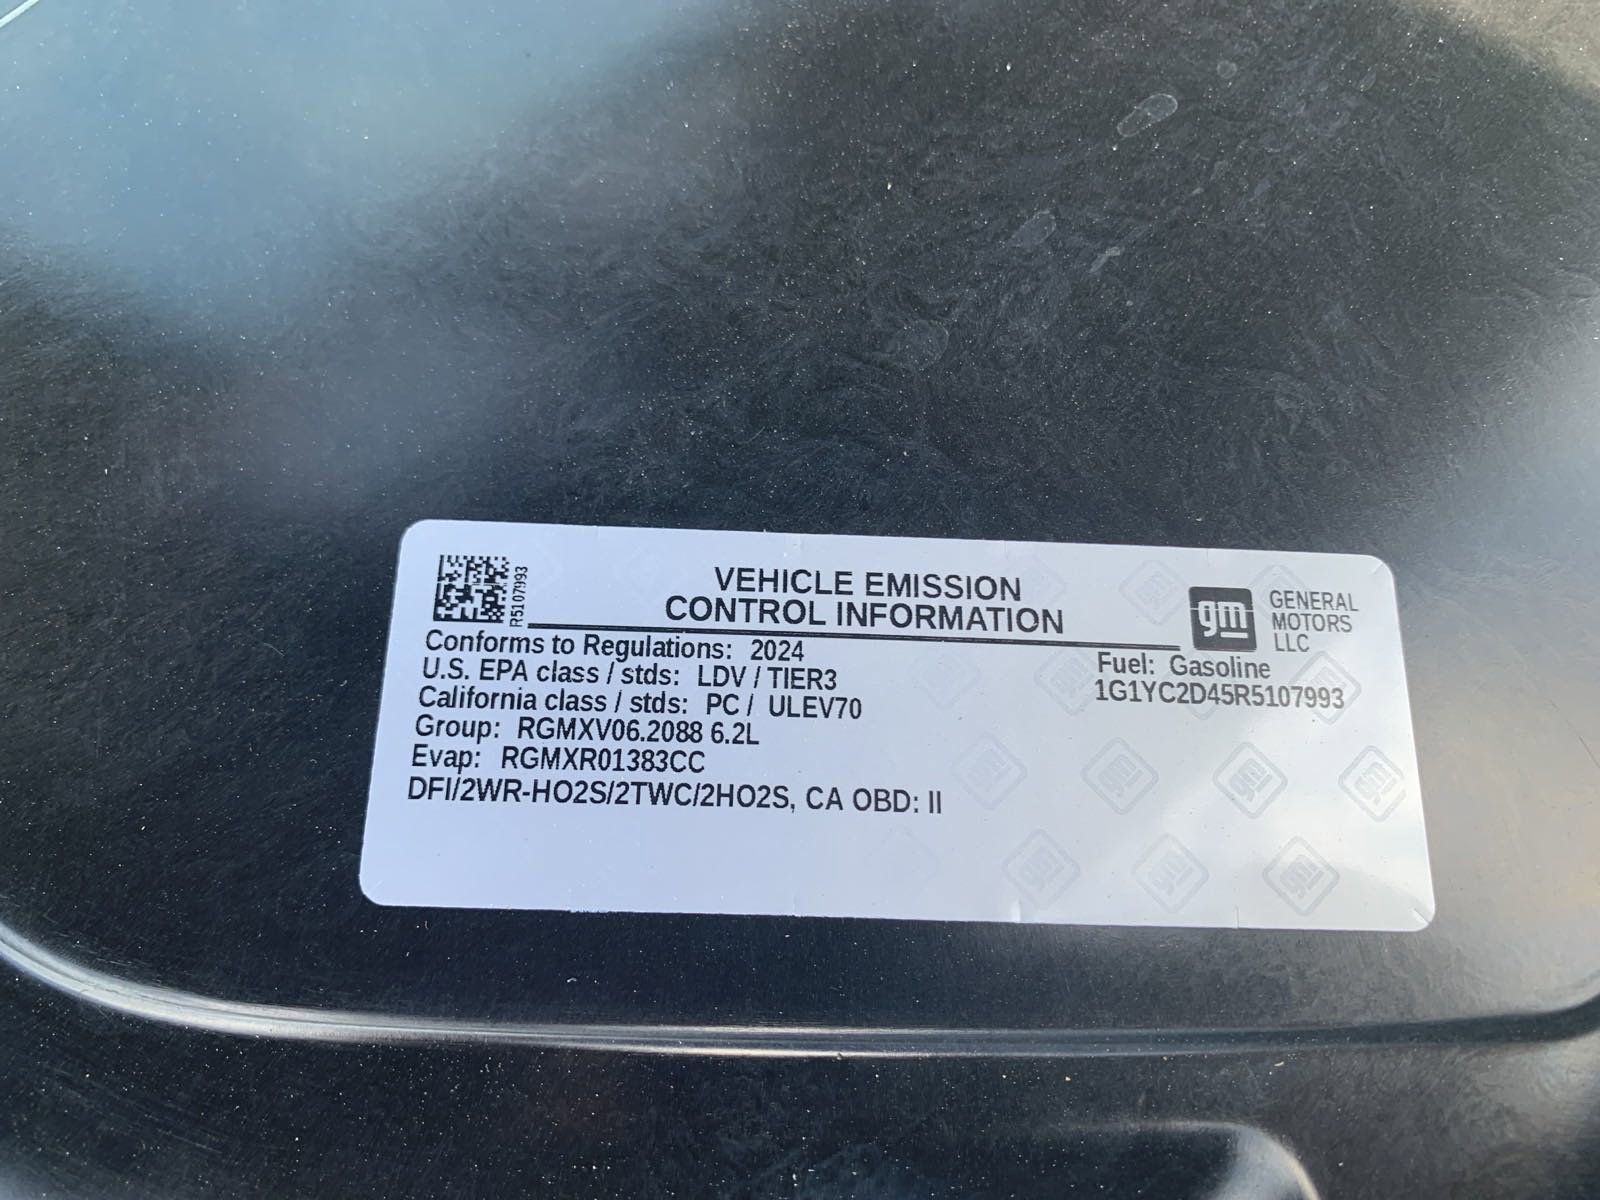 R5107993
VEHICLE EMISSION
CONTROL INFORMATION
gm
GENERAL
MOTORS
LLC
Conforms to Regulations: 2024
U.S. EPA class / stds: LDV / TIER3
California class / stds: PC / ULEV70
Group: RGMXV06.2088 6.2L
Evap: RGMXR01383CC
DFI/2WR-HO2S/2TWC/2HO2S, CA OBD: II
Fuel: Gasoline
1G1YC2D45R5107993